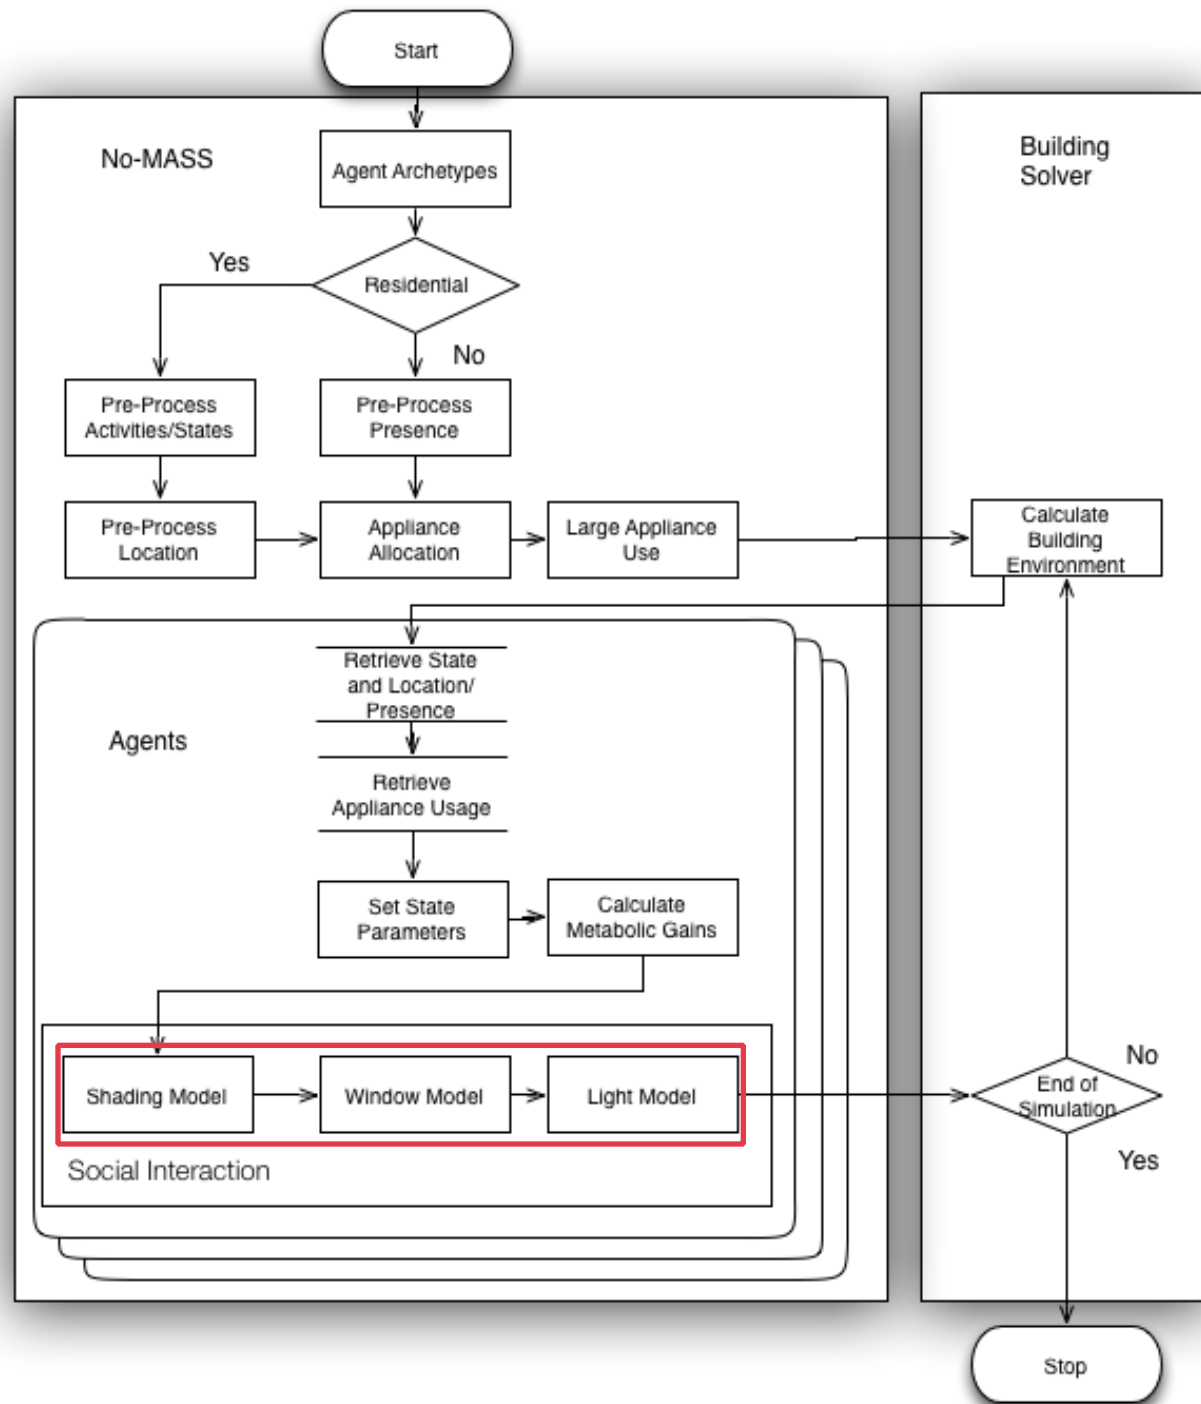 Start
No-MASS
Building
Solver
Agent Archetypes
Yes
Residential
No
Pre-Process
Activities/States
Pre-Process
Presence
Pre-Process
Location
Appliance
Allocation
Large Appliance
Use
Calculate
Building
Environment
Retrieve State
and Location/
Presence
Agents
Retrieve
Appliance Usage
Set State
Parameters
Calculate
Metabolic Gains
Shading Model
Window Model
Light Model
No
End of
Simulation
Yes
Social Interaction
Stop